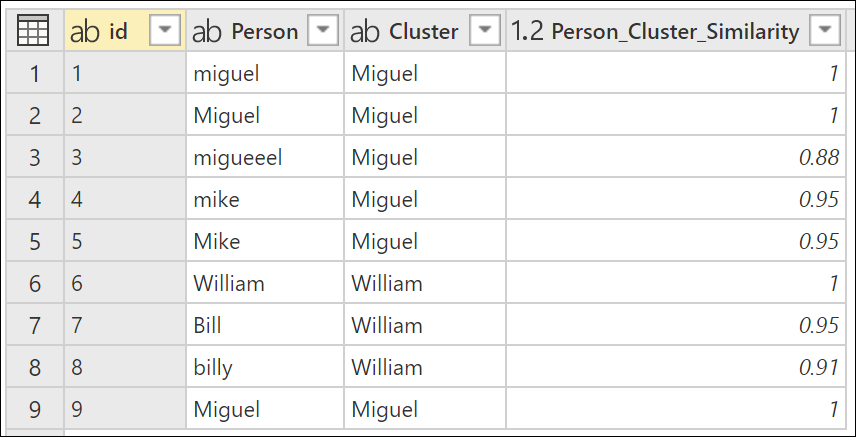 ab id ab Person ab Cluster 1.2 Person_Cluster_Similarity
1 1 miguel Miguel 1
2 2 Miguel Miguel 1
3 3 migueeel Miguel 0.88
4 4 mike Miguel 0.95
5 5 Mike Miguel 0.95
6 6 William William 1
7 7 Bill William 0.95
8 8 billy William 0.91
9 9 Miguel Miguel 1